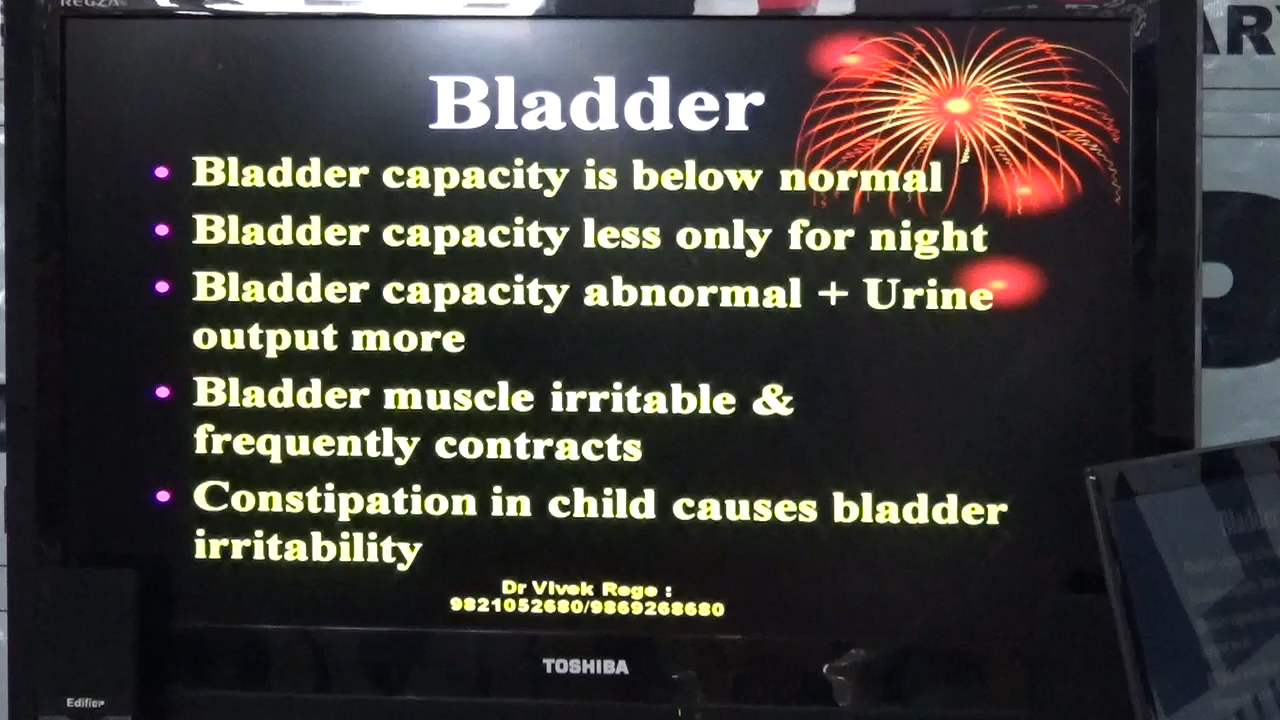 REGZA
ARY
Bladder
• Bladder capacity is below normal
• Bladder capacity less only for night
• Bladder capacity abnormal + Urine
output more
• Bladder muscle irritable &
frequently contracts
• Constipation in child causes bladder
irritability
Dr Vivek Rege :
9821052680/9869268680
TOSHIBA
Edifier